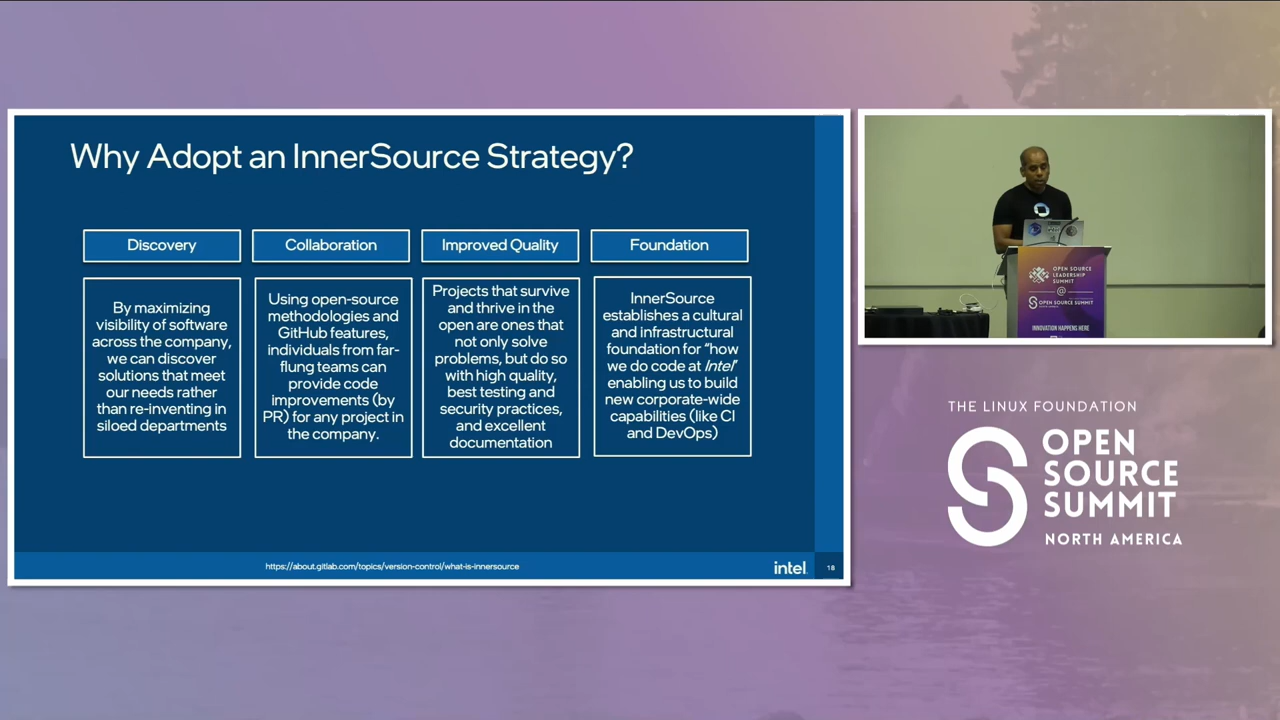 Why Adopt an InnerSource Strategy?
Discovery
By maximizing
visibility of software
across the company,
we can discover
solutions that meet
our needs rather
than re-inventing in
siloed departments
Collaboration
Using open-source
methodologies and
GitHub features,
individuals from far-
flung teams can
provide code
improvements (by
PR) for any project in
the company.
Improved Quality
Projects that survive
and thrive in the
open are ones that
not only solve
problems, but do so
with high quality,
best testing and
security practices,
and excellent
documentation
Foundation
InnerSource
establishes a cultural
and infrastructural
foundation for “how
we do code at Intel”
enabling us to build
new corporate-wide
capabilities (like CI
and DevOps)
https://about.gitlab.com/topics/version-control/what-is-innersource
intel.
16
OPEN SOURCE
LEADERSHIP
SUMMIT
@
OPEN SOURCE SUMMIT
INNOVATION HAPPENS HERE
THE LINUX FOUNDATION
OPEN
SOURCE
SUMMIT
NORTH AMERICA